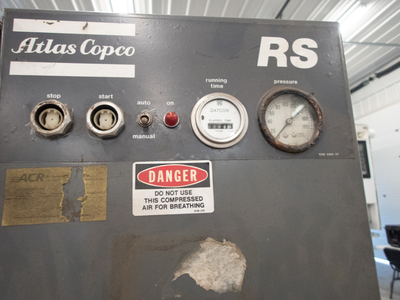 Atlas Copco
RS
stop
start
auto
on
manual
running
time
pressure
ACR
DANGER
DO NOT USE
THIS COMPRESSED
AIR FOR BREATHING